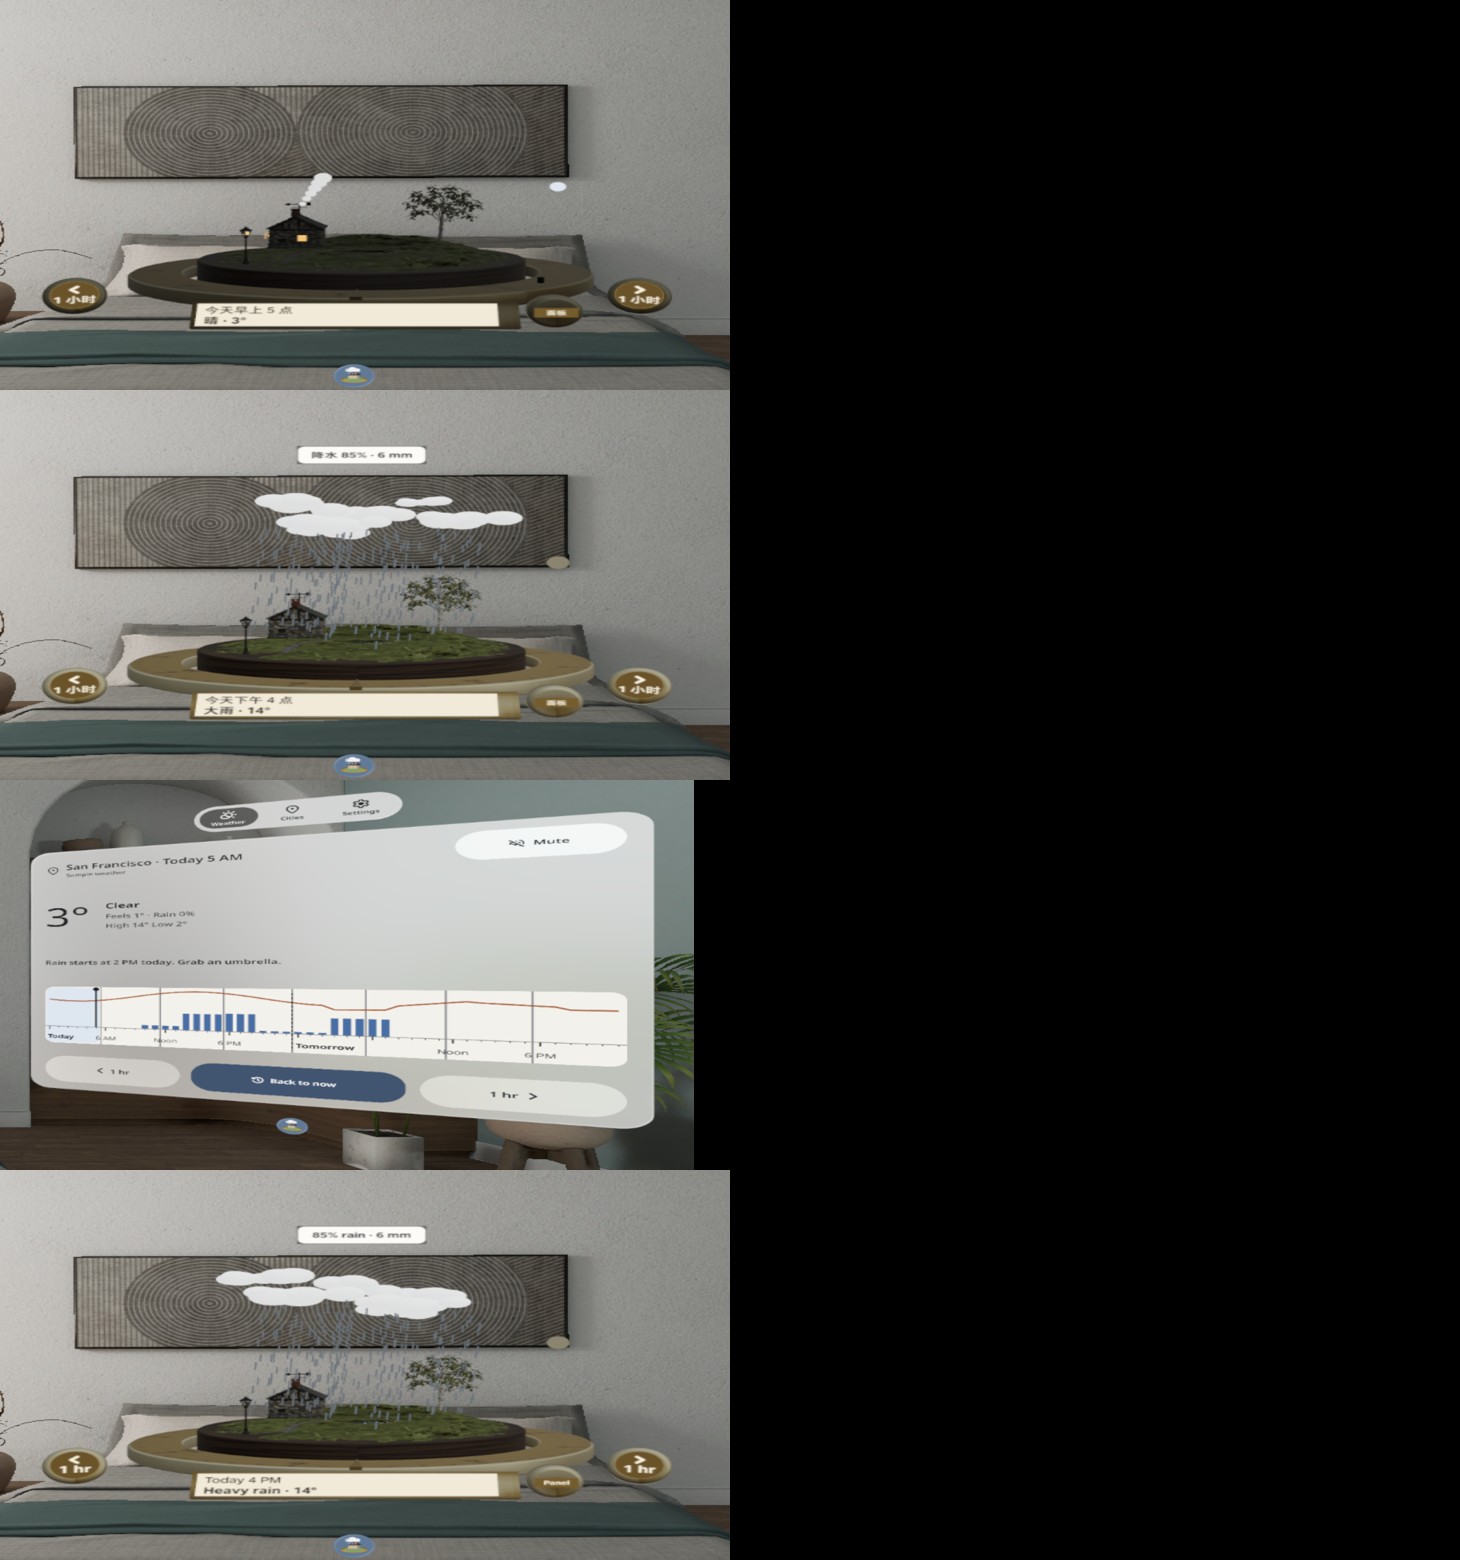 1 小时
1 小时
今天早上 5 点
晴 · 3°
面板
降水 85% · 6 mm
1 小时
1 小时
今天下午 4 点
大雨 · 14°
面板
Weather
Cities
Settings
Mute
San Francisco · Today 5 AM
Sample weather
3°
Clear
Feels 1° · Rain 0%
High 14° Low 2°
Rain starts at 2 PM today. Grab an umbrella.
Today
6 AM
Noon
6 PM
Tomorrow
Noon
6 PM
< 1 hr
Back to now
1 hr >
85% rain · 6 mm
1 hr
1 hr
Today 4 PM
Heavy rain · 14°
Panel